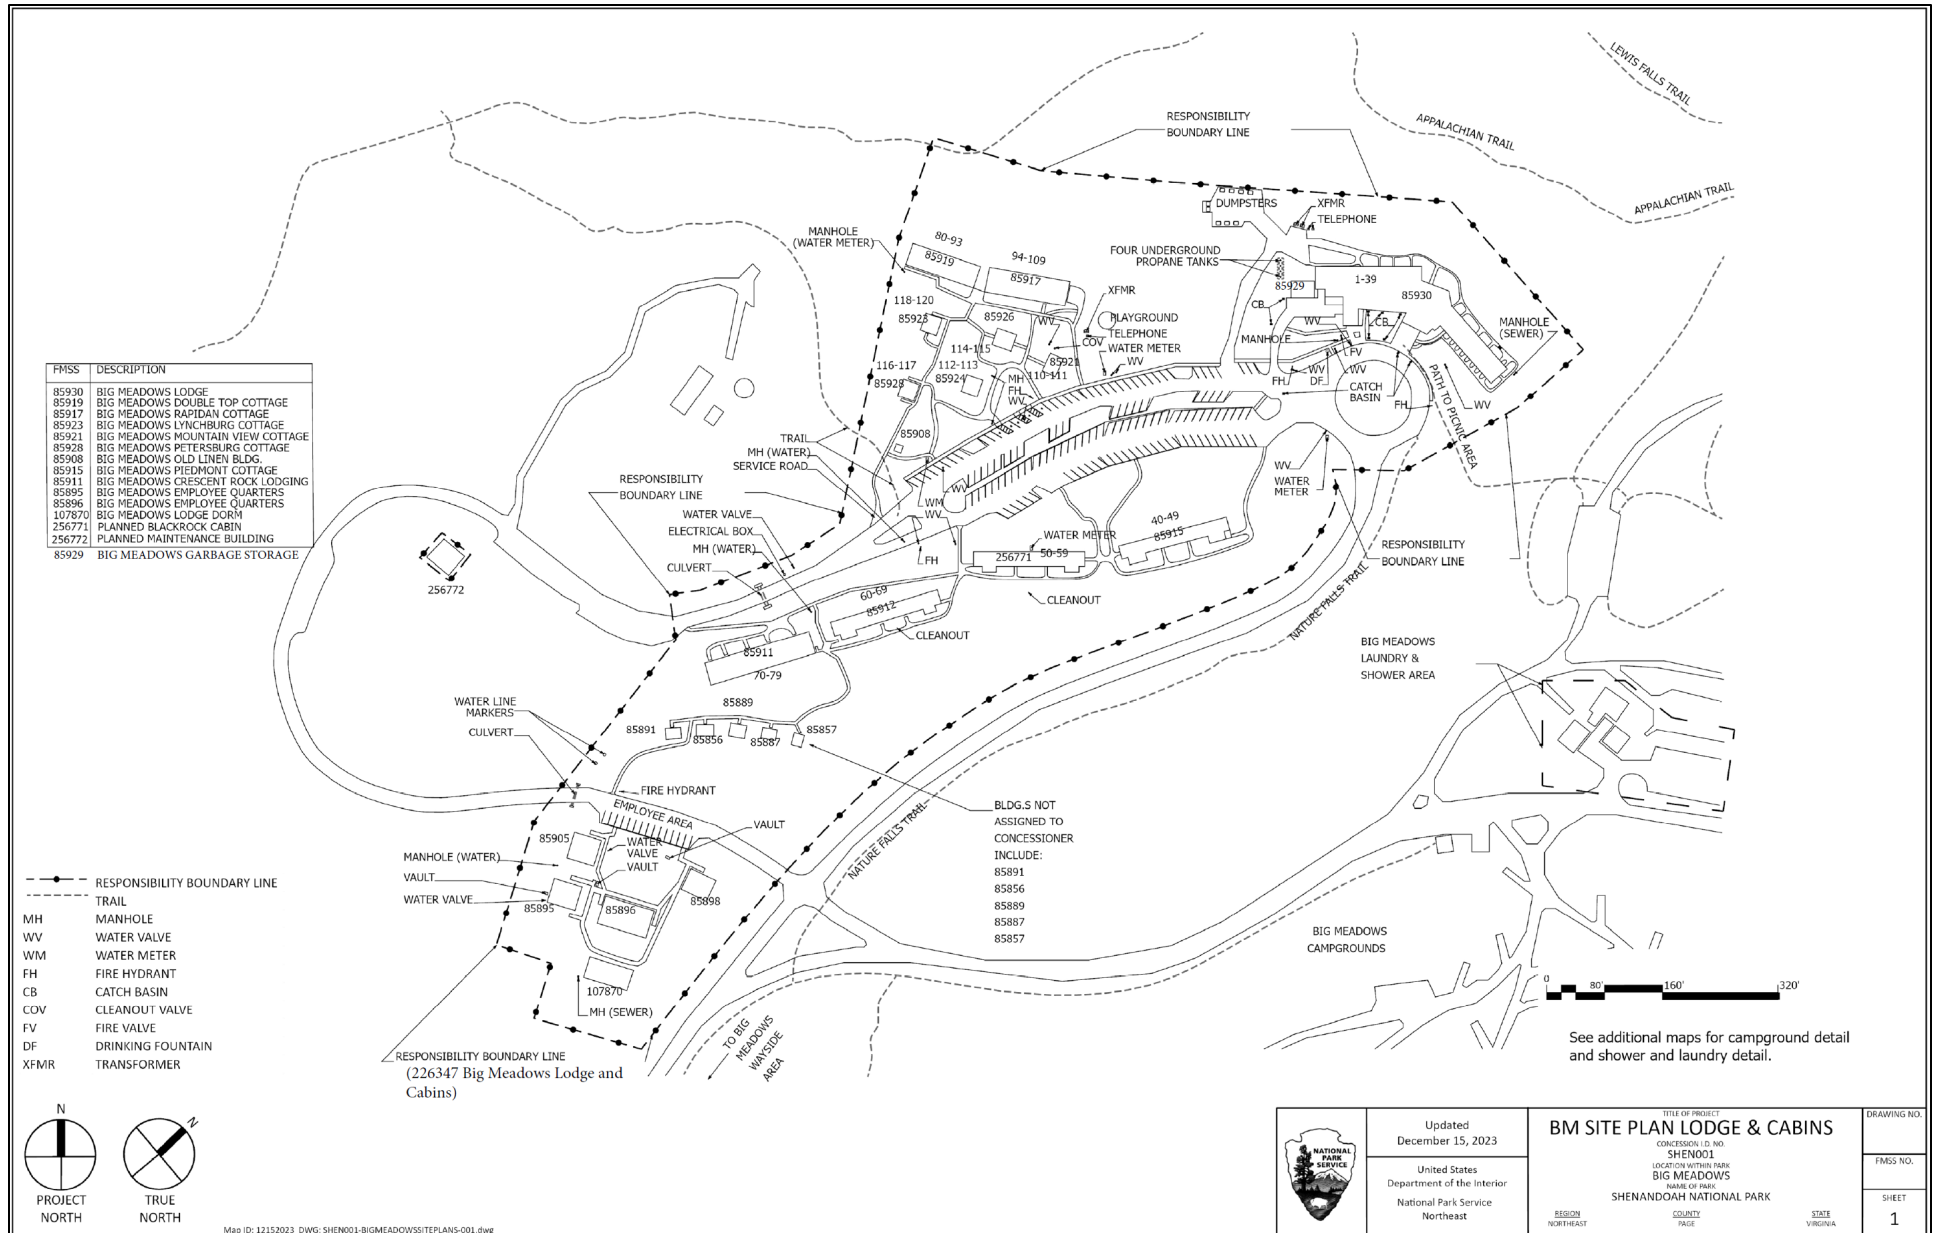 LEWIS FALLS TRAIL
APPALACHIAN TRAIL
APPALACHIAN TRAIL
RESPONSIBILITY
BOUNDARY LINE
DUMPSTERS
XFMR
TELEPHONE
MANHOLE
(WATER METER)
80-93
85919
94-109
85917
FOUR UNDERGROUND
PROPANE TANKS
85929
1-39
85930
XFMR
CB
118-120
85923
85926
WV
PLAYGROUND
TELEPHONE
COV
WATER METER
WV
WV
MANHOLE
CB
FV
MANHOLE
(SEWER)
114-115
116-117
112-113
85928
85924
85921
110-111
MH
FH
WV
FH
WV
DF
WV
CATCH
BASIN
FH
WV
PATH TO PICNIC AREA
85908
TRAIL
MH (WATER)
SERVICE ROAD
RESPONSIBILITY
BOUNDARY LINE
WV
WM
WV
WV
WATER
METER
WATER VALVE
ELECTRICAL BOX
MH (WATER)
CULVERT
FH
WATER METER
40-49
85915
256771
50-59
RESPONSIBILITY
BOUNDARY LINE
CLEANOUT
60-69
85912
CLEANOUT
NATURE FALLS TRAIL
85911
70-79
BIG MEADOWS
LAUNDRY &
SHOWER AREA
FMSS DESCRIPTION
85930 BIG MEADOWS LODGE
85919 BIG MEADOWS DOUBLE TOP COTTAGE
85917 BIG MEADOWS RAPIDAN COTTAGE
85923 BIG MEADOWS LYNCHBURG COTTAGE
85921 BIG MEADOWS MOUNTAIN VIEW COTTAGE
85928 BIG MEADOWS PETERSBURG COTTAGE
85908 BIG MEADOWS OLD LINEN BLDG.
85915 BIG MEADOWS PIEDMONT COTTAGE
85911 BIG MEADOWS CRESCENT ROCK LODGING
85895 BIG MEADOWS EMPLOYEE QUARTERS
85896 BIG MEADOWS EMPLOYEE QUARTERS
107870 BIG MEADOWS LODGE DORM
256771 PLANNED BLACKROCK CABIN
256772 PLANNED MAINTENANCE BUILDING
85929 BIG MEADOWS GARBAGE STORAGE
256772
WATER LINE
MARKERS
CULVERT
85889
85891
85856
85887
85857
FIRE HYDRANT
EMPLOYEE AREA
VAULT
85905
WATER
VALVE
VAULT
MANHOLE (WATER)
VAULT
WATER VALVE
85895
85896
85898
107870
MH (SEWER)
NATURE FALLS TRAIL
BLDG.S NOT
ASSIGNED TO
CONCESSIONER
INCLUDE:
85891
85856
85889
85887
85857
BIG MEADOWS
CAMPGROUNDS
TO BIG
MEADOWS
WAYSIDE
AREA
RESPONSIBILITY BOUNDARY LINE
(226347 Big Meadows Lodge and
Cabins)
RESPONSIBILITY BOUNDARY LINE
TRAIL
MH MANHOLE
WV WATER VALVE
WM WATER METER
FH FIRE HYDRANT
CB CATCH BASIN
COV CLEANOUT VALVE
FV FIRE VALVE
DF DRINKING FOUNTAIN
XFMR TRANSFORMER
0 80' 160' 320'
See additional maps for campground detail
and shower and laundry detail.
N
PROJECT
NORTH
N
TRUE
NORTH
Map ID: 12152023 DWG: SHEN001-BIGMEADOWSSITEPLANS-001.dwg
NATIONAL
PARK
SERVICE
Updated
December 15, 2023
United States
Department of the Interior
National Park Service
Northeast
TITLE OF PROJECT
BM SITE PLAN LODGE & CABINS
CONCESSION I.D. NO.
SHEN001
LOCATION WITHIN PARK
BIG MEADOWS
NAME OF PARK
SHENANDOAH NATIONAL PARK
REGION
NORTHEAST
COUNTY
PAGE
STATE
VIRGINIA
DRAWING NO.
FMSS NO.
SHEET
1